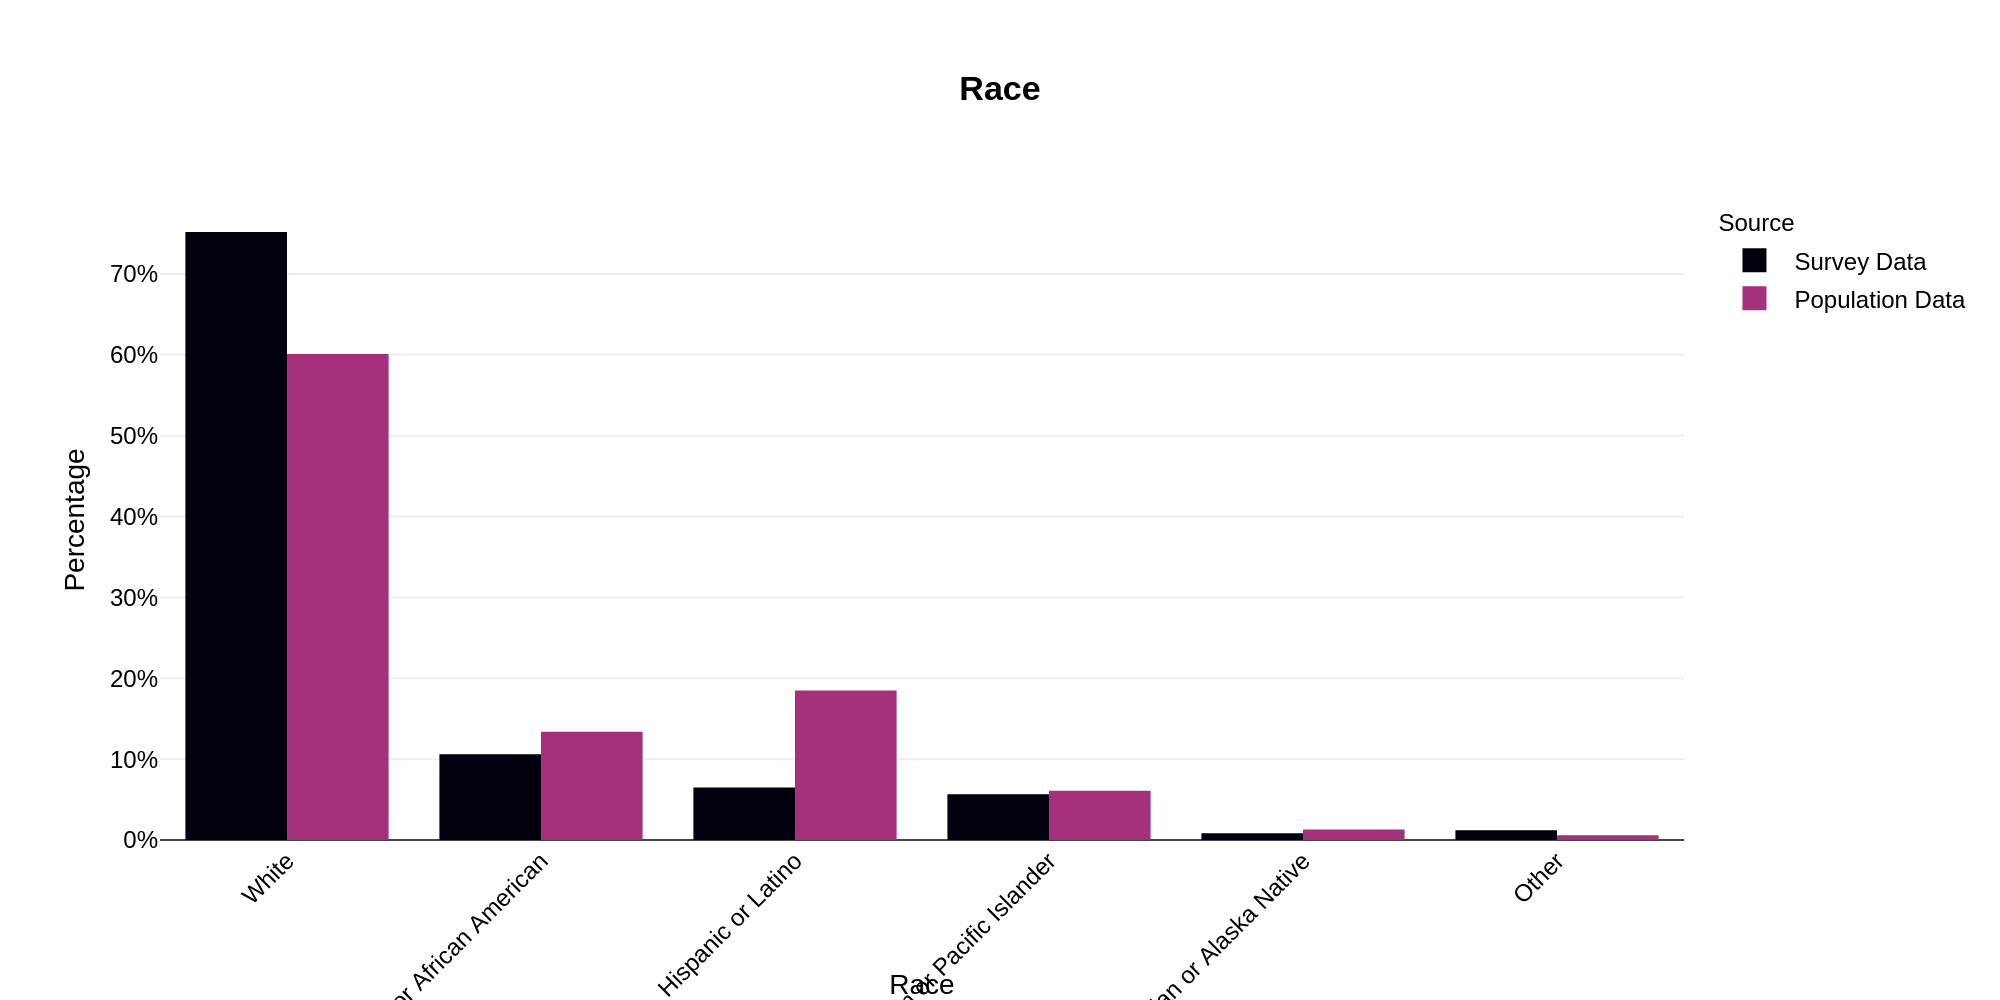 Race
Source
Survey Data
Population Data
Percentage
70%
60%
50%
40%
30%
20%
10%
0%
White
or African American
Hispanic or Latino
or Pacific Islander
or Alaska Native
Other
Race